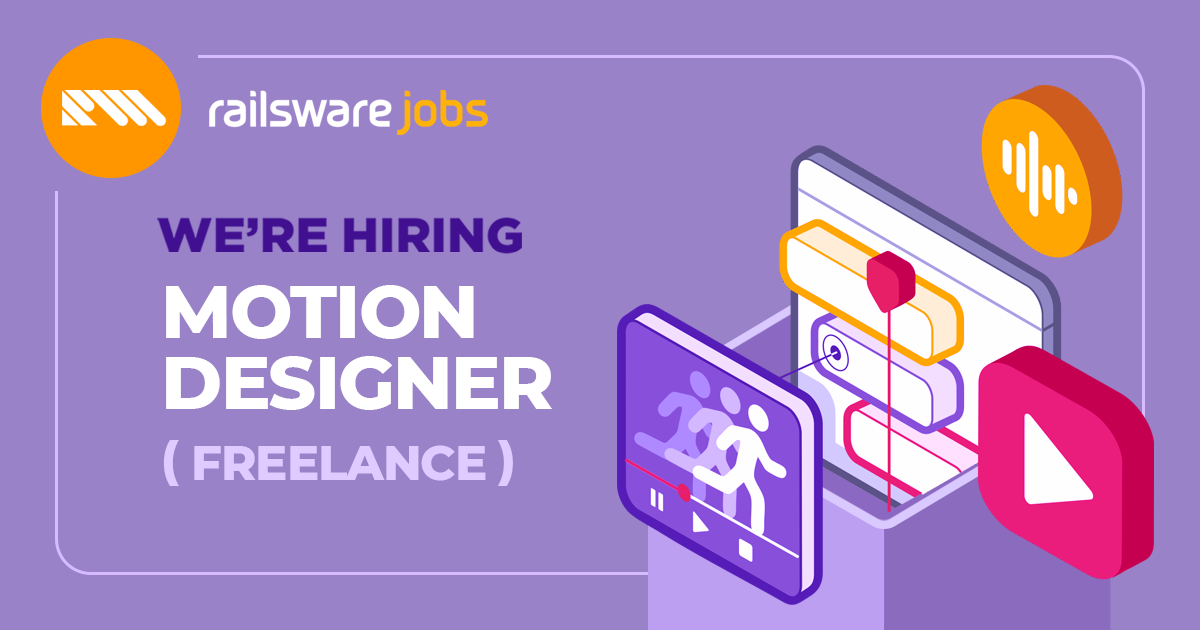 railsware jobs
WE’RE HIRING
MOTION
DESIGNER
( FREELANCE )